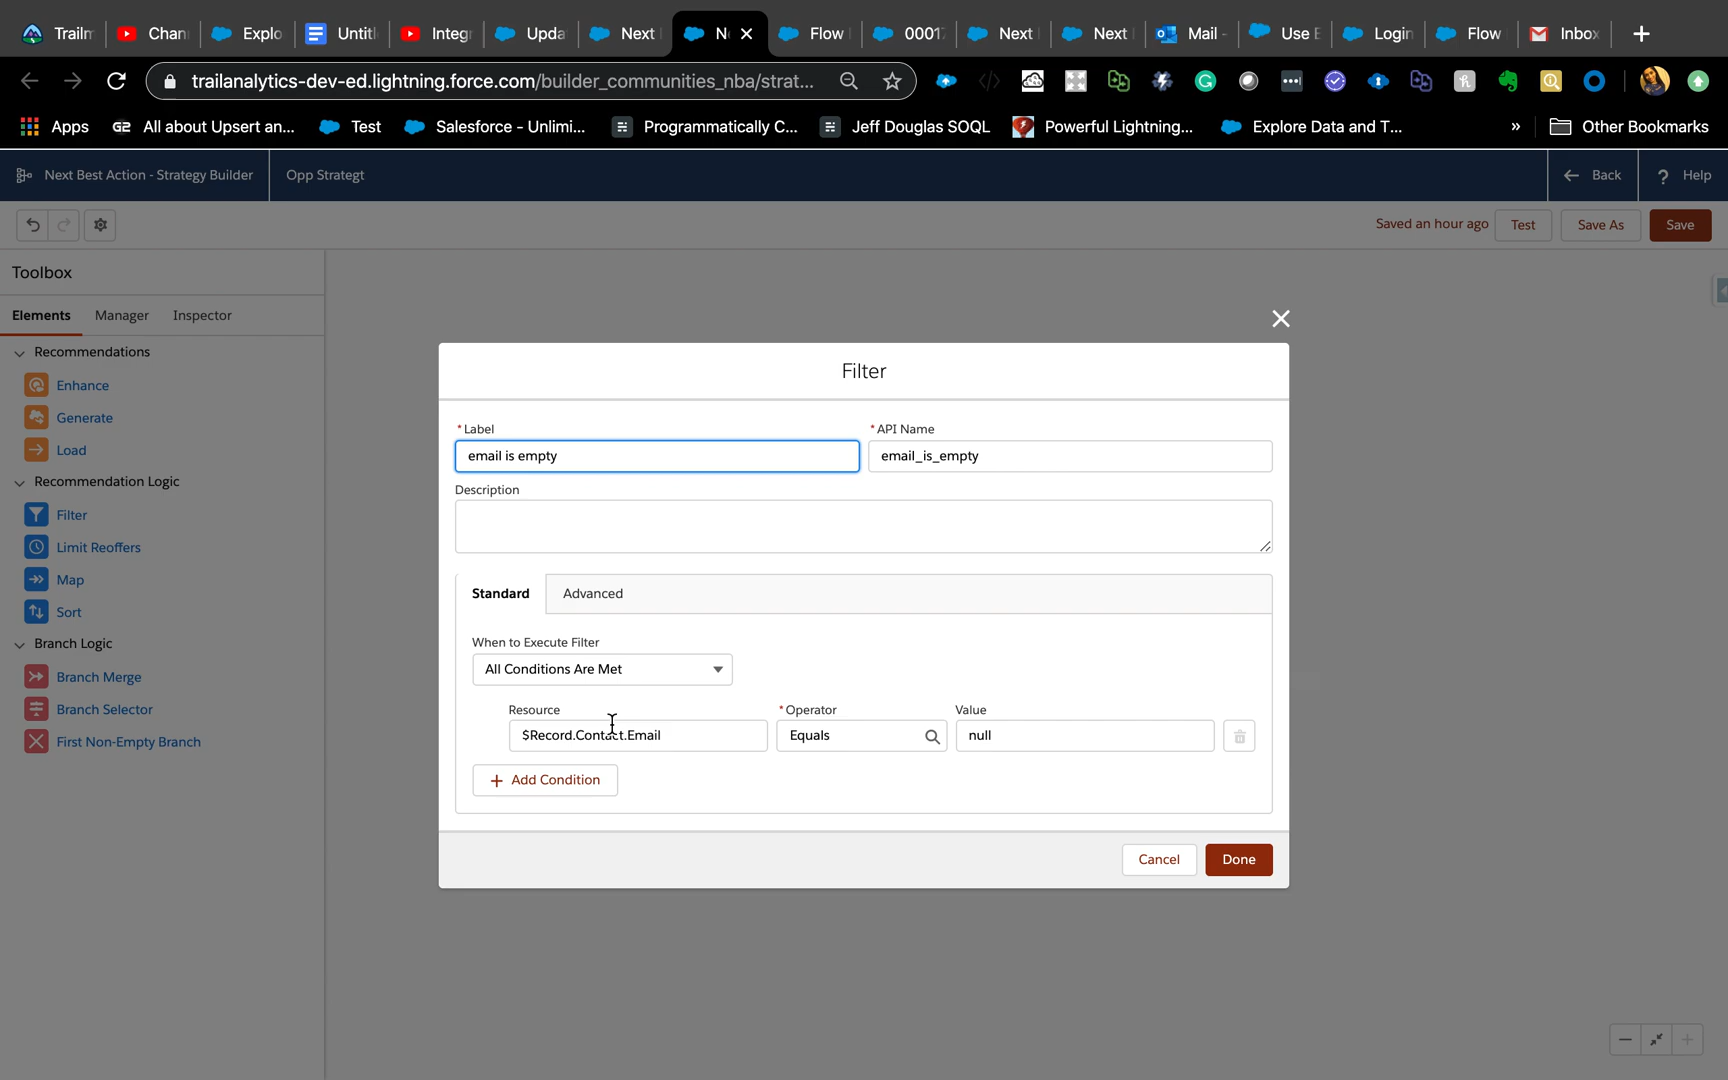 Trailm
Chan
Explo
Untitl
Integr
Upda
Next
N
Flow
0001
Next
Next
Mail -
Use E
Login
Flow
Inbox
trailanalytics-dev-ed.lightning.force.com/builder_communities_nba/strat...
Apps
G2 All about Upsert an...
Test
Salesforce - Unlimi...
Programmatically C...
Jeff Douglas SOQL
Powerful Lightning...
Explore Data and T...
»
Other Bookmarks
Next Best Action - Strategy Builder
Opp Strategt
Back
? Help
Saved an hour ago
Test
Save As
Save
Toolbox
Elements
Manager
Inspector
Recommendations
Enhance
Generate
Load
Recommendation Logic
Filter
Limit Reoffers
Map
Sort
Branch Logic
Branch Merge
Branch Selector
First Non-Empty Branch
Filter
* Label
email is empty
* API Name
email_is_empty
Description
Standard
Advanced
When to Execute Filter
All Conditions Are Met
Resource
* Operator
Value
$Record.Contact.Email
Equals
null
+ Add Condition
Cancel
Done